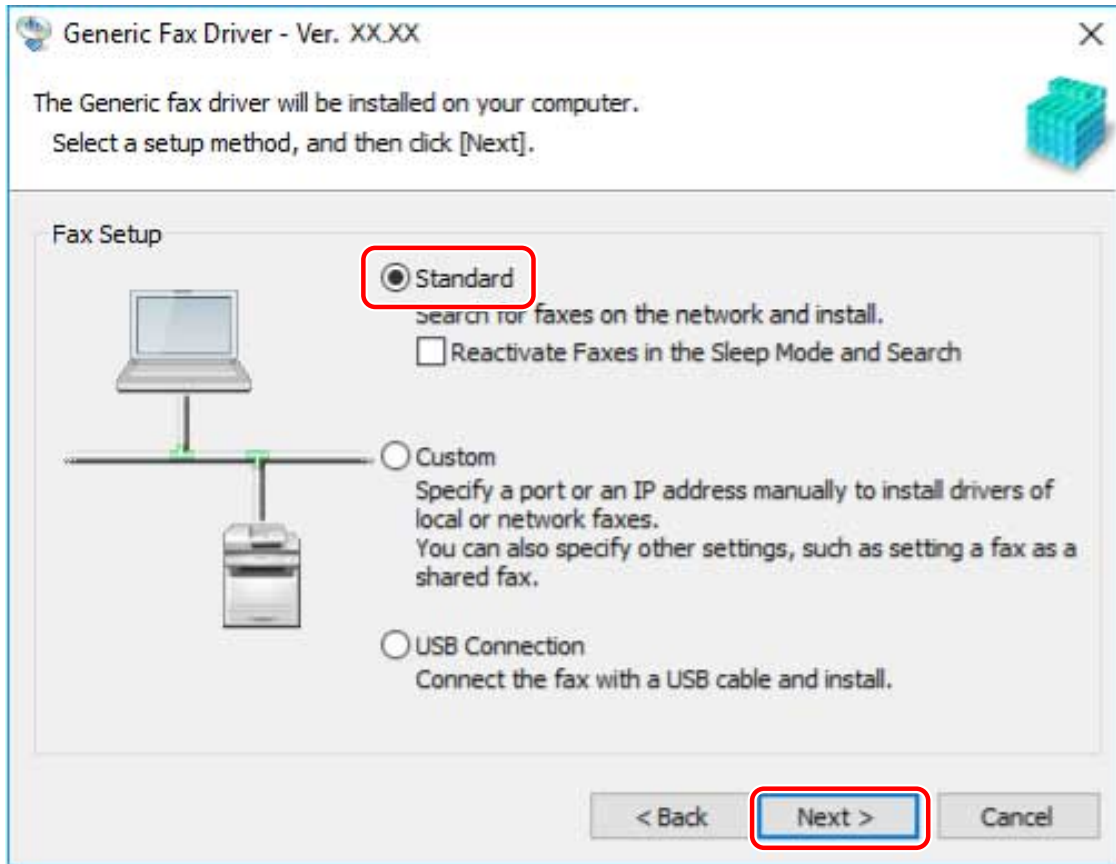 Generic Fax Driver - Ver. XX.XX
The Generic fax driver will be installed on your computer.
Select a setup method, and then click [Next].
Fax Setup
Standard
Search for faxes on the network and install.
Reactivate Faxes in the Sleep Mode and Search
Custom
Specify a port or an IP address manually to install drivers of
local or network faxes.
You can also specify other settings, such as setting a fax as a
shared fax.
USB Connection
Connect the fax with a USB cable and install.
< Back
Next >
Cancel